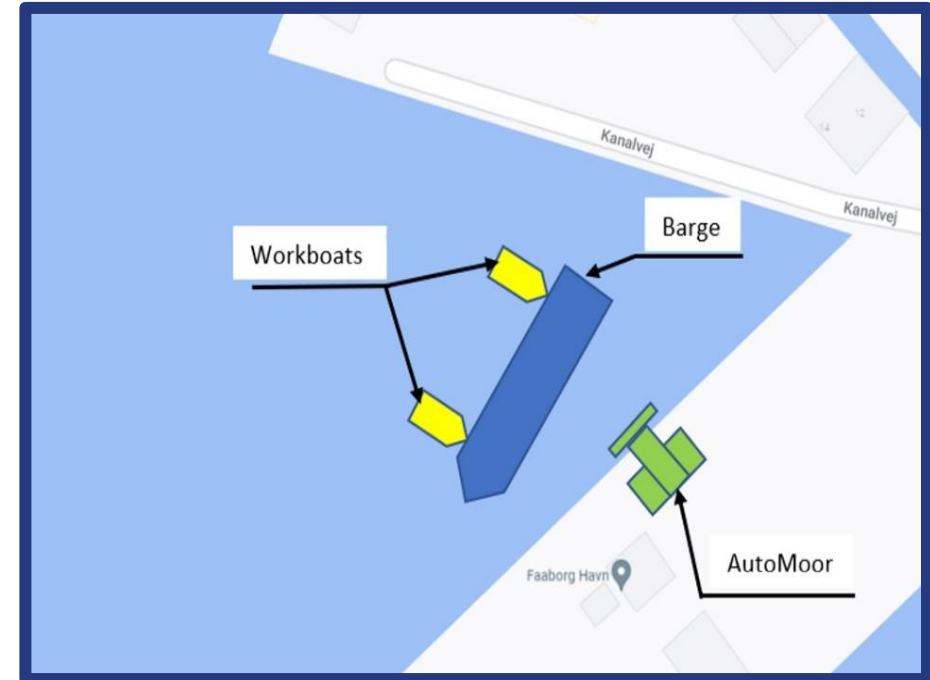 Kanalvej
Kanalvej
Barge
Workboats
AutoMoor
Faaborg Havn